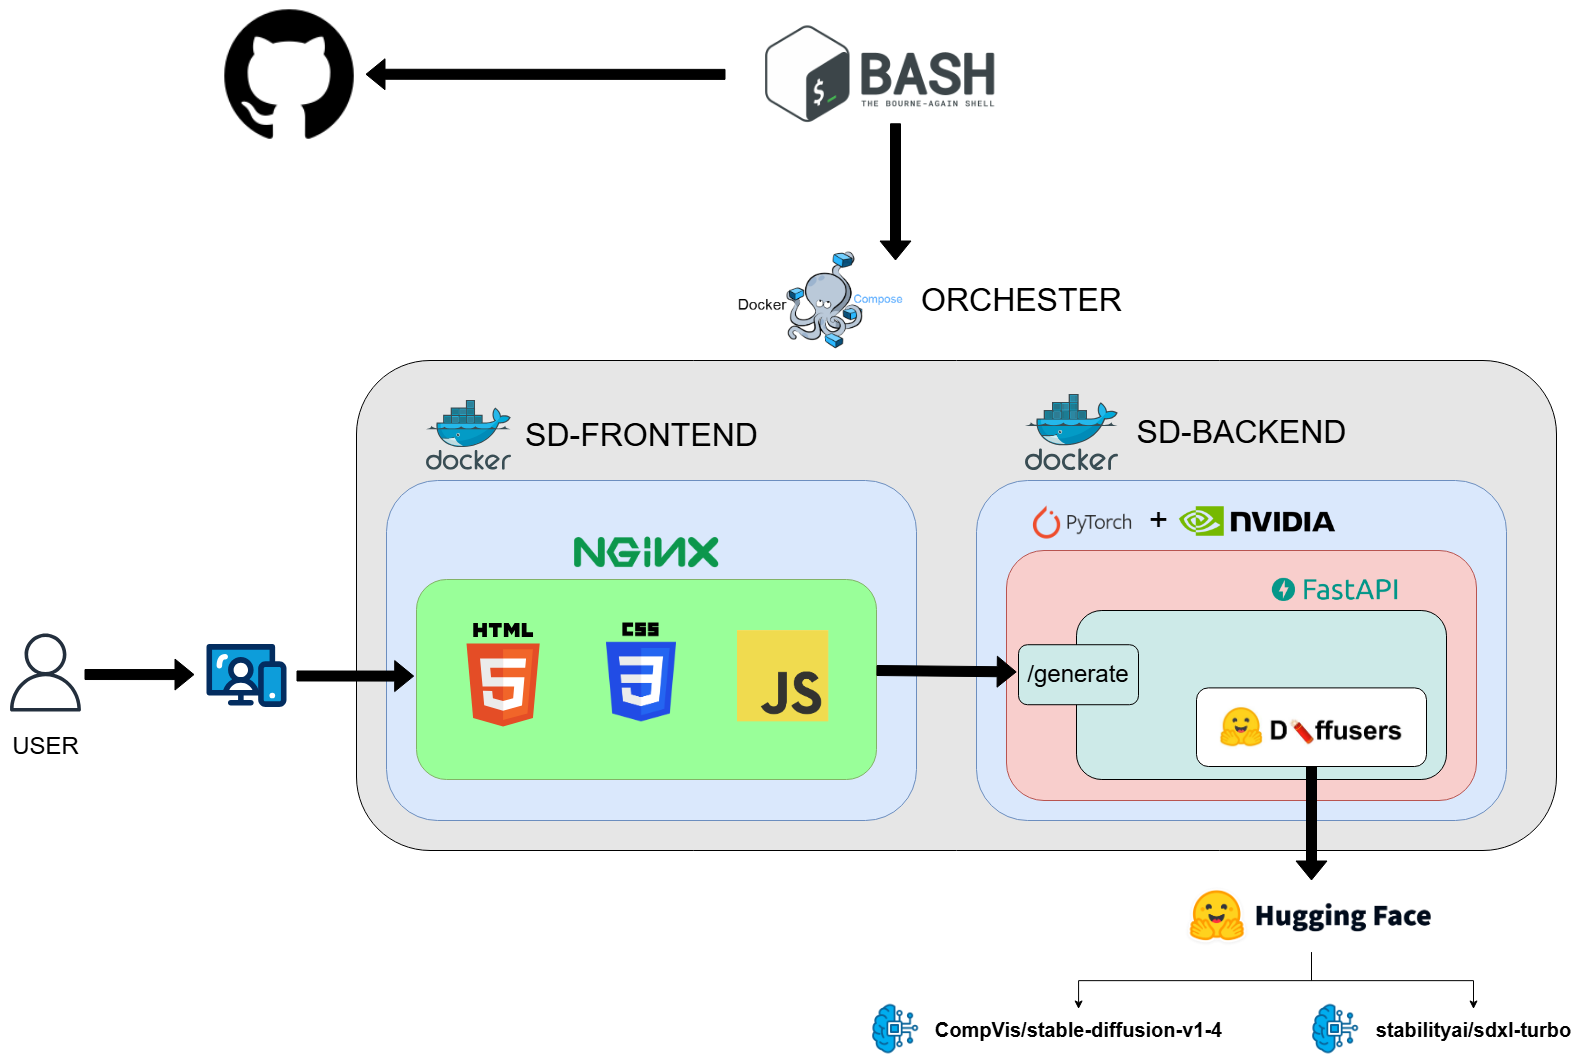 BASH
THE BOURNE-AGAIN SHELL
Docker
Compose
ORCHESTER
docker
SD-FRONTEND
docker
SD-BACKEND
PyTorch + NVIDIA
NGINX
FastAPI
HTML
5
CSS
3
JS
/generate
Dffusers
USER
Hugging Face
CompVis/stable-diffusion-v1-4
stabilityai/sdxl-turbo